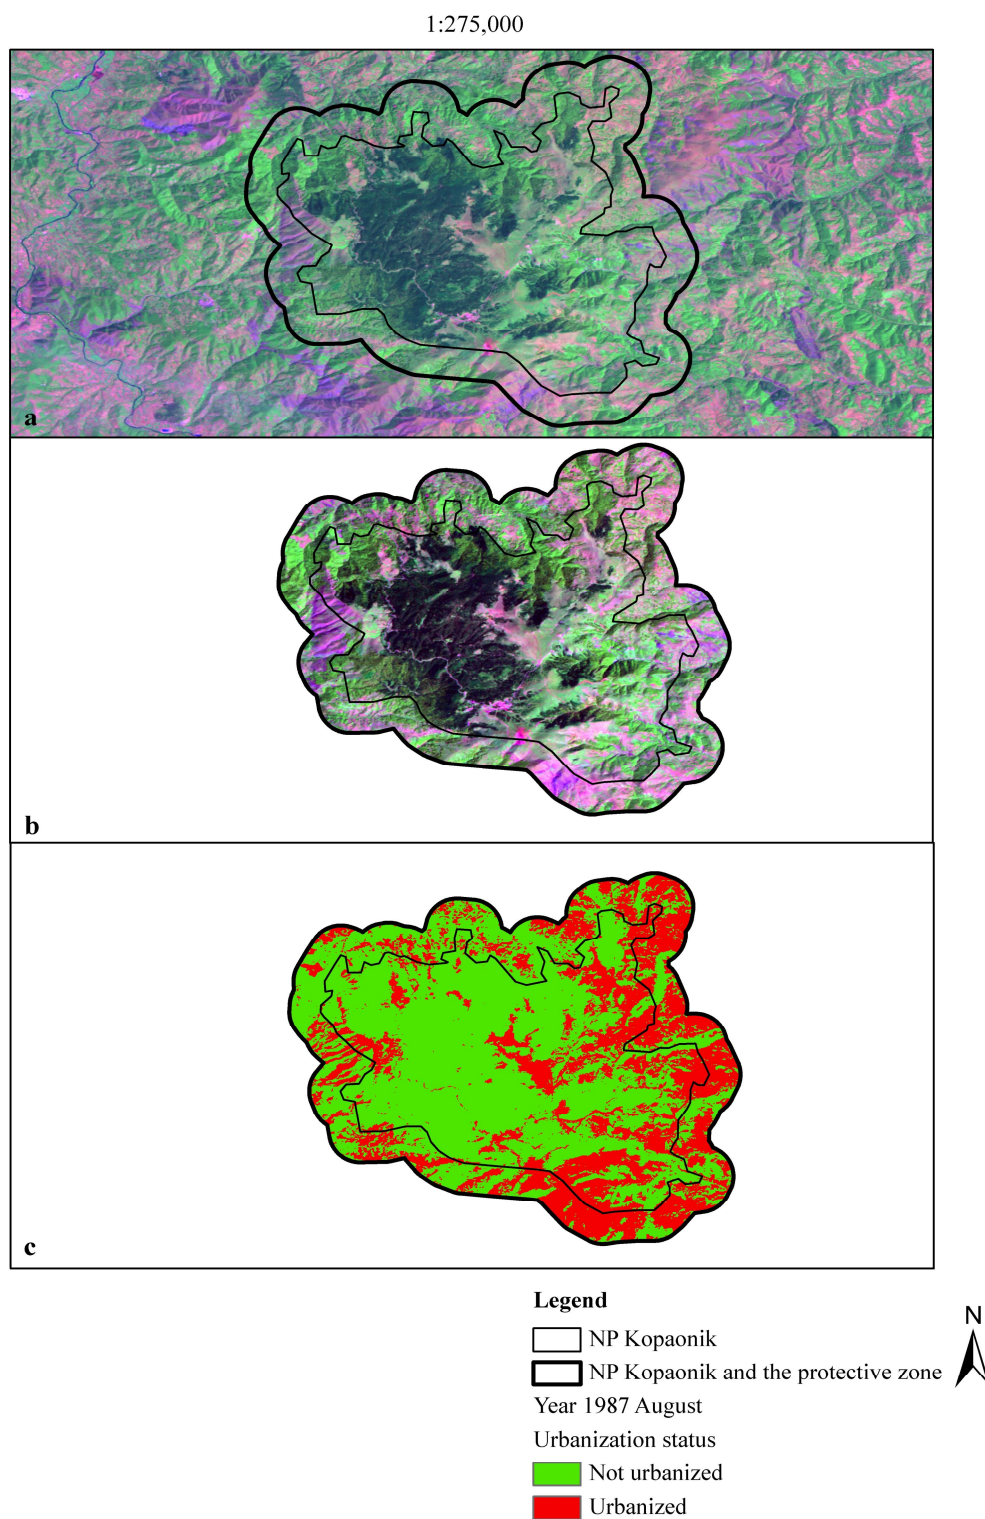 1:275,000
a
b
c
Legend
N
NP Kopaonik
NP Kopaonik and the protective zone
Year 1987 August
Urbanization status
Not urbanized
Urbanized